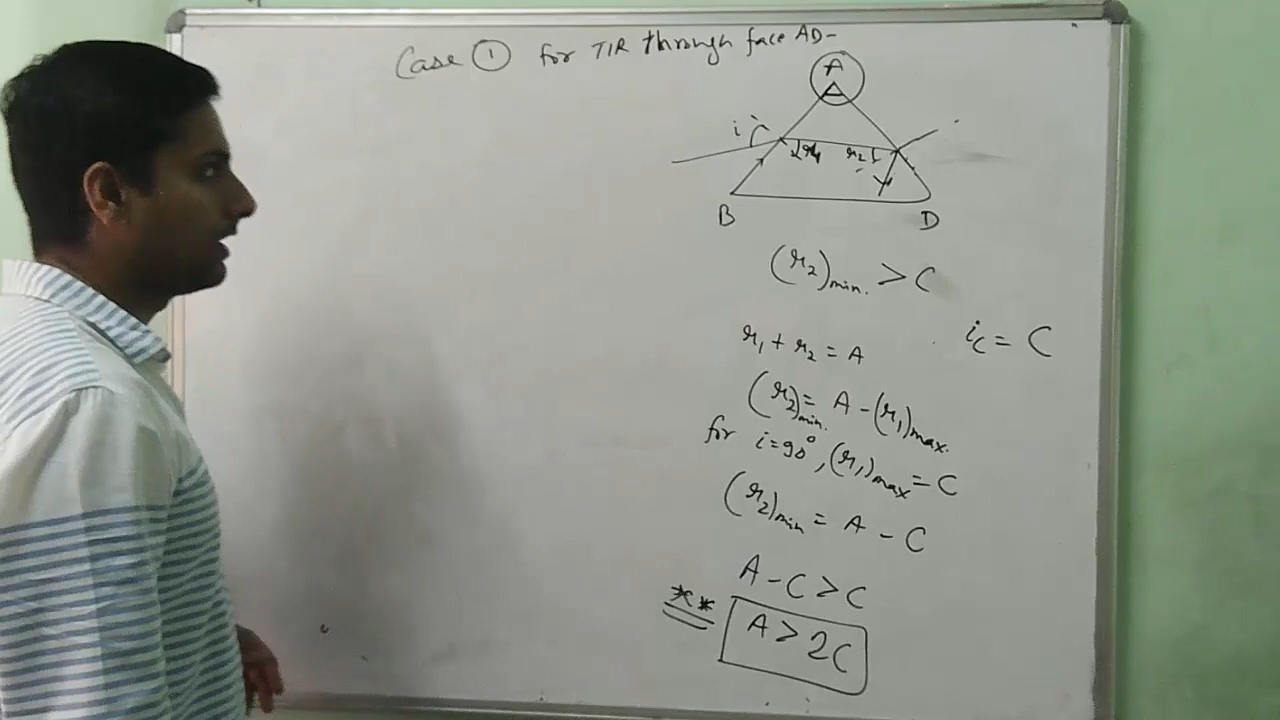 Case ① for TIR through face AD-
A
i
r₁ r₂
B D
(r₂)min. > C
r₁ + r₂ = A
i꜀ = C
(r₂)min. = A - (r₁)max.
for i=90°, (r₁)max = C
(r₂)min = A - C
A - C > C
** A > 2C